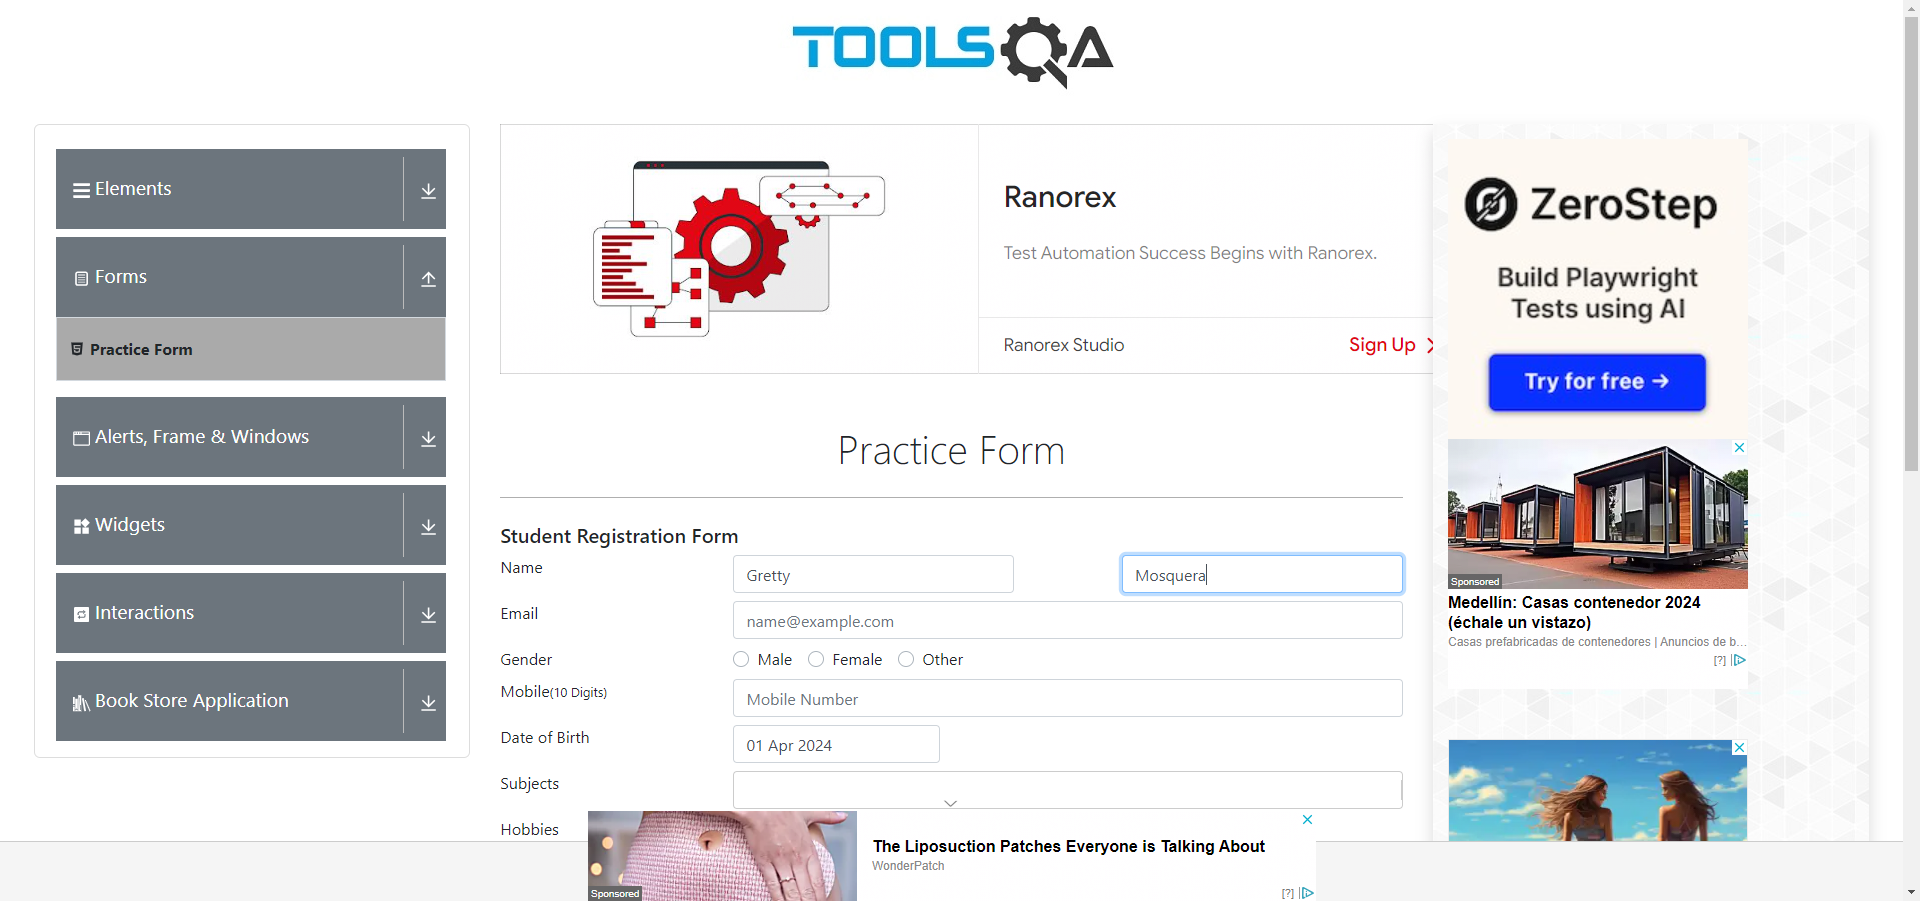 TOOLSQA
Elements
Forms
Practice Form
Alerts, Frame & Windows
Widgets
Interactions
Book Store Application
Ranorex
Test Automation Success Begins with Ranorex.
Ranorex Studio
Sign Up
Practice Form
Student Registration Form
Name
Gretty
Mosquera
Email
name@example.com
Gender
Male
Female
Other
Mobile(10 Digits)
Mobile Number
Date of Birth
01 Apr 2024
Subjects
Hobbies
ZeroStep
Build Playwright
Tests using AI
Try for free →
Sponsored
Medellín: Casas contenedor 2024
(échale un vistazo)
Casas prefabricadas de contenedores | Anuncios de b...
[?]
Sponsored
The Liposuction Patches Everyone is Talking About
WonderPatch
[?]